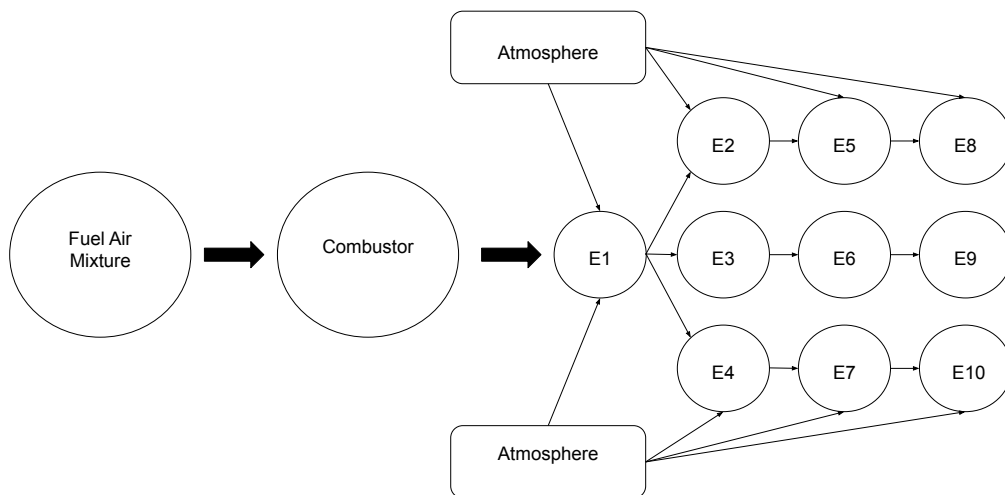 Atmosphere
E2
E5
E8
Fuel Air
Mixture
Combustor
E1
E3
E6
E9
E4
E7
E10
Atmosphere